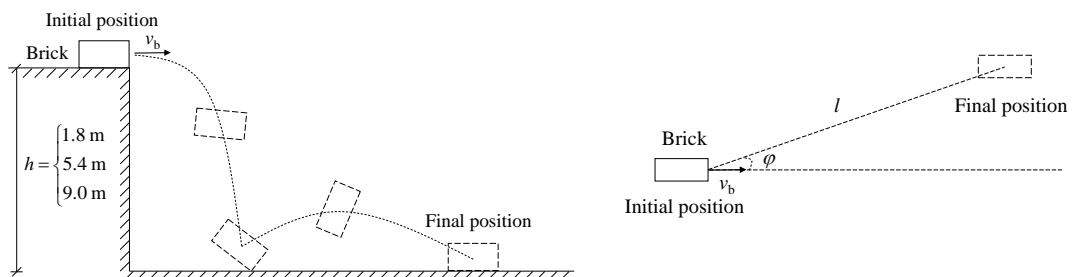 Initial position
Brick
v_b
h = { 1.8 m
5.4 m
9.0 m
Final position
l
Final position
Brick
φ
v_b
Initial position